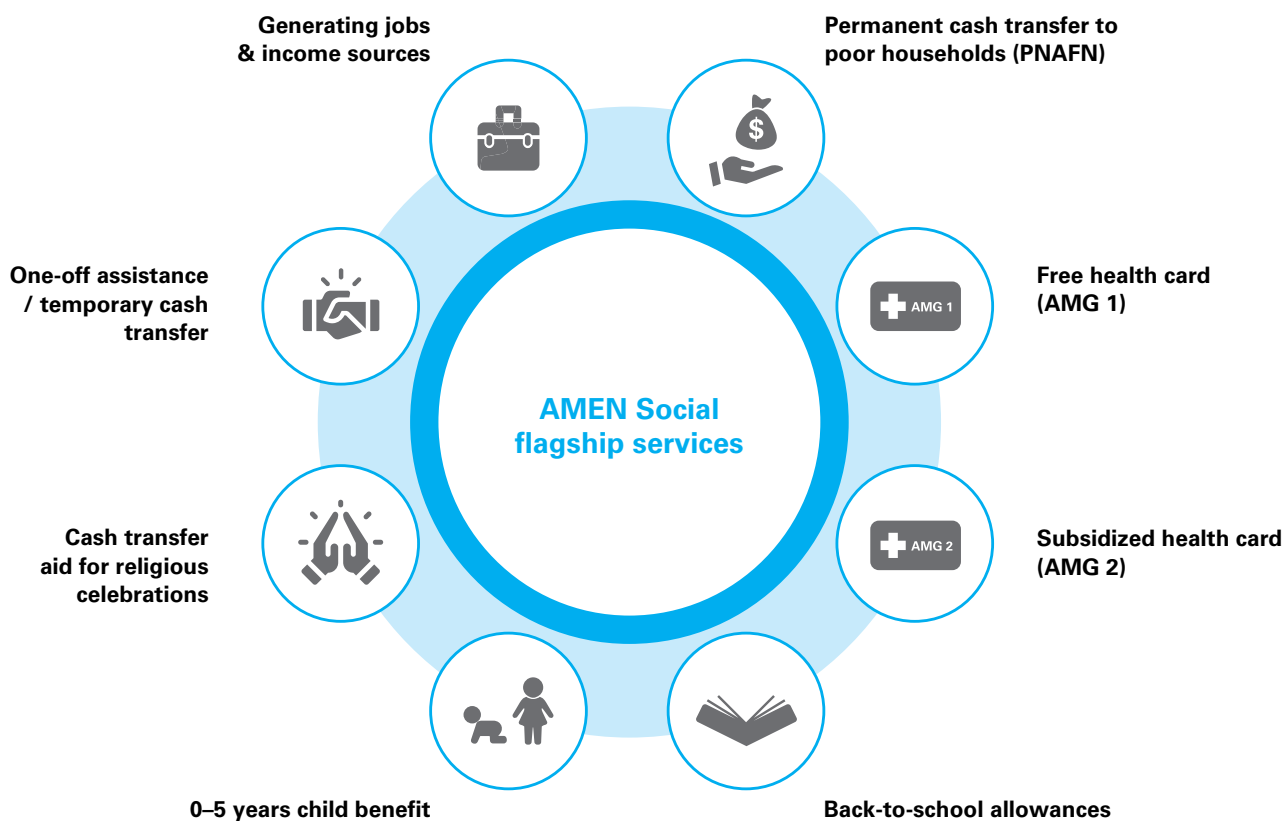 Generating jobs
& income sources
Permanent cash transfer to
poor households (PNAFN)
$
One-off assistance
/ temporary cash
transfer
AMG 1
Free health card
(AMG 1)
AMEN Social
flagship services
Cash transfer
aid for religious
celebrations
AMG 2
Subsidized health card
(AMG 2)
0–5 years child benefit
Back-to-school allowances